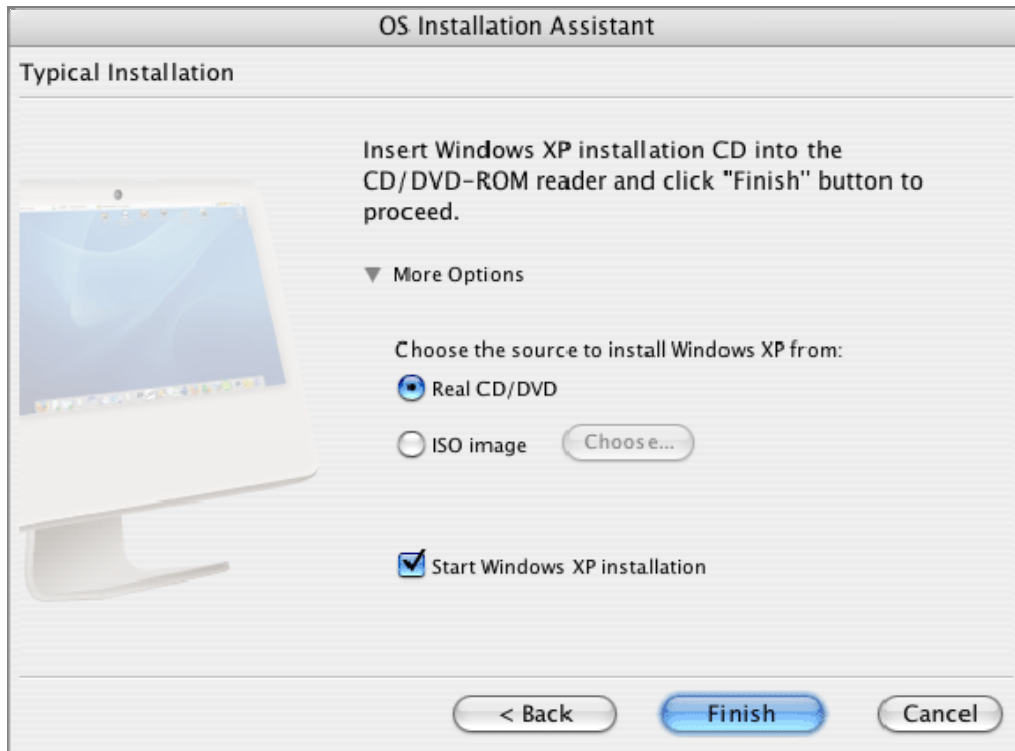 OS Installation Assistant
Typical Installation
Insert Windows XP installation CD into the
CD/DVD-ROM reader and click "Finish" button to
proceed.
More Options
Choose the source to install Windows XP from:
Real CD/DVD
ISO image
Choose...
Start Windows XP installation
< Back
Finish
Cancel